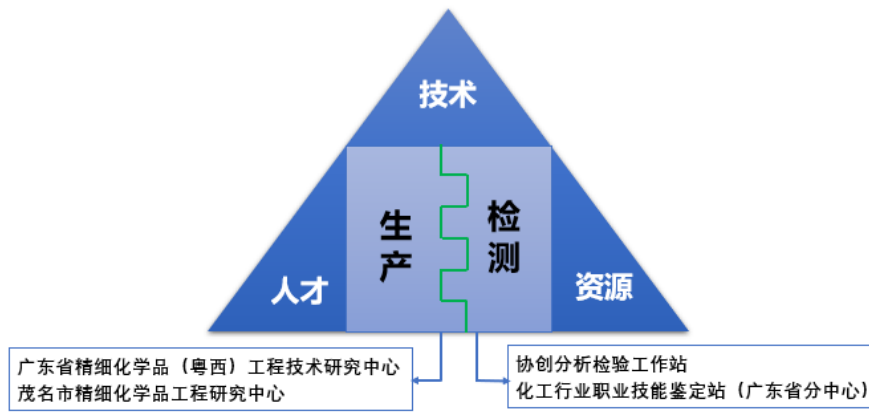 技术
生产
检测
人才
资源
广东省精细化学品（粤西）工程技术研究中心
茂名市精细化学品工程研究中心
协创分析检验工作站
化工行业职业技能鉴定站（广东省分中心）